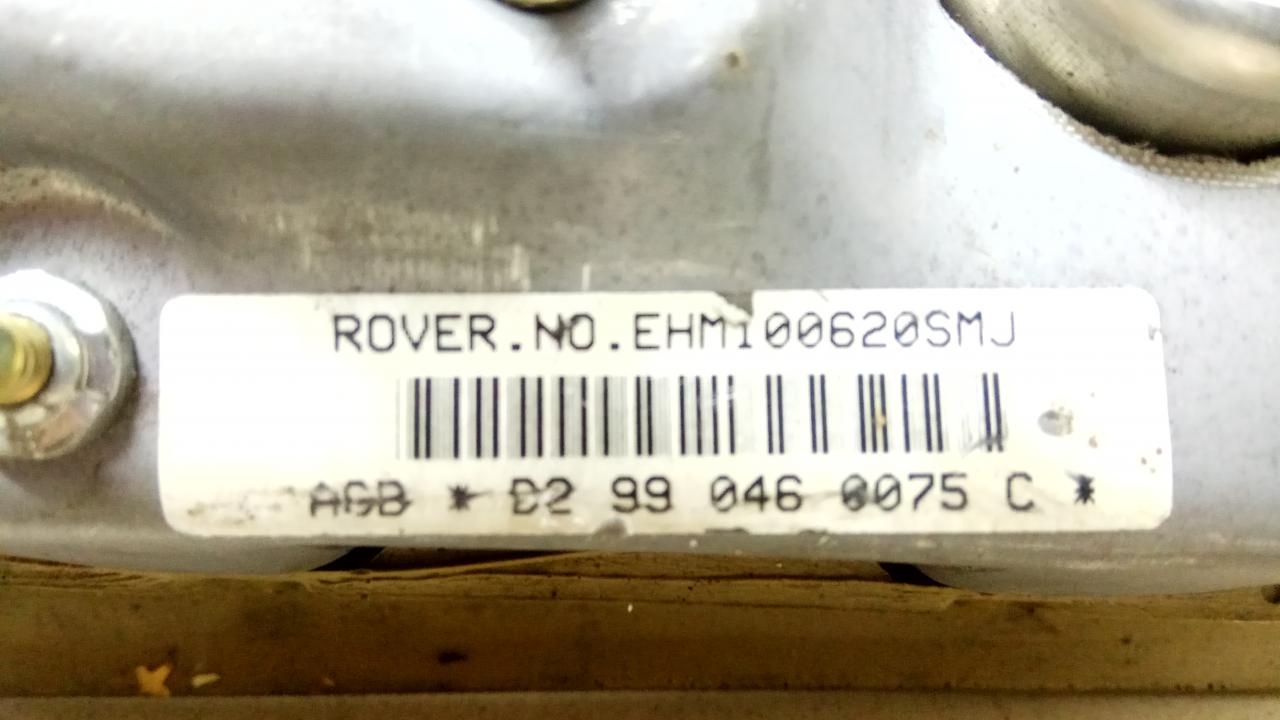 ROVER.NO.EHM100620SMJ
AGB * D2 99 046 0075 C *